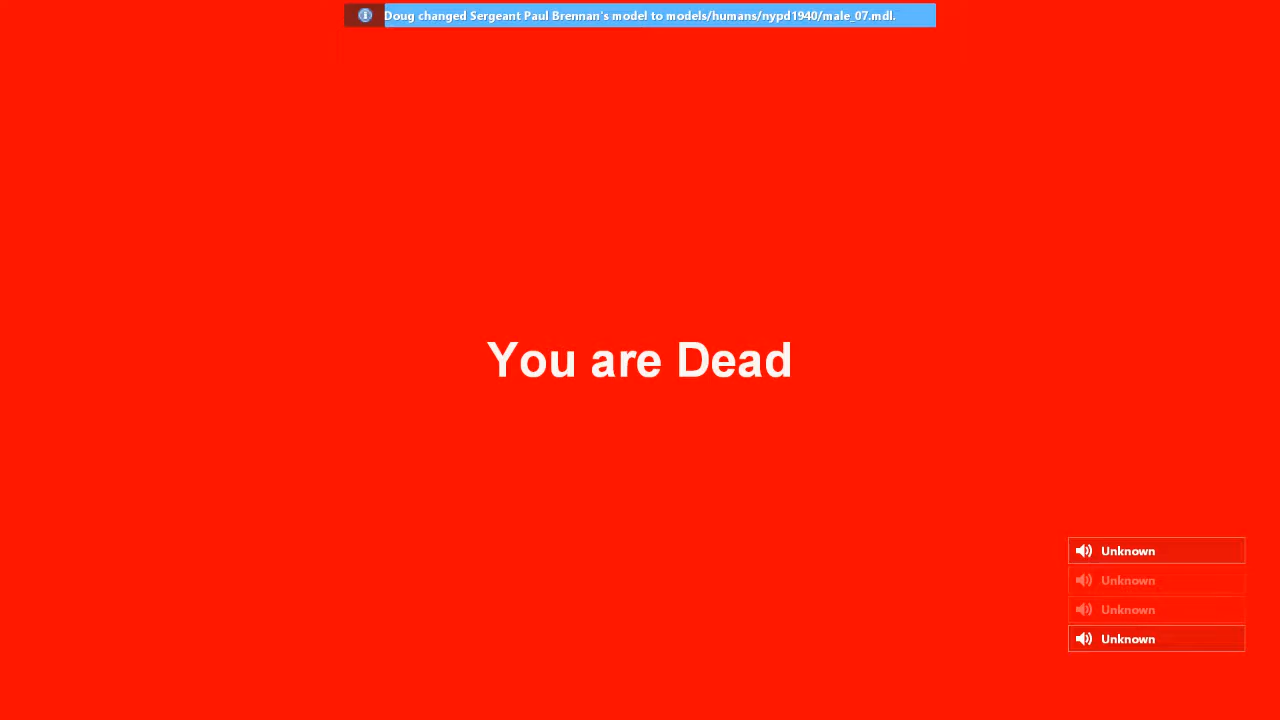 Doug changed Sergeant Paul Brennan's model to models/humans/nypd1940/male_07.mdl.
You are Dead
Unknown
Unknown
Unknown
Unknown